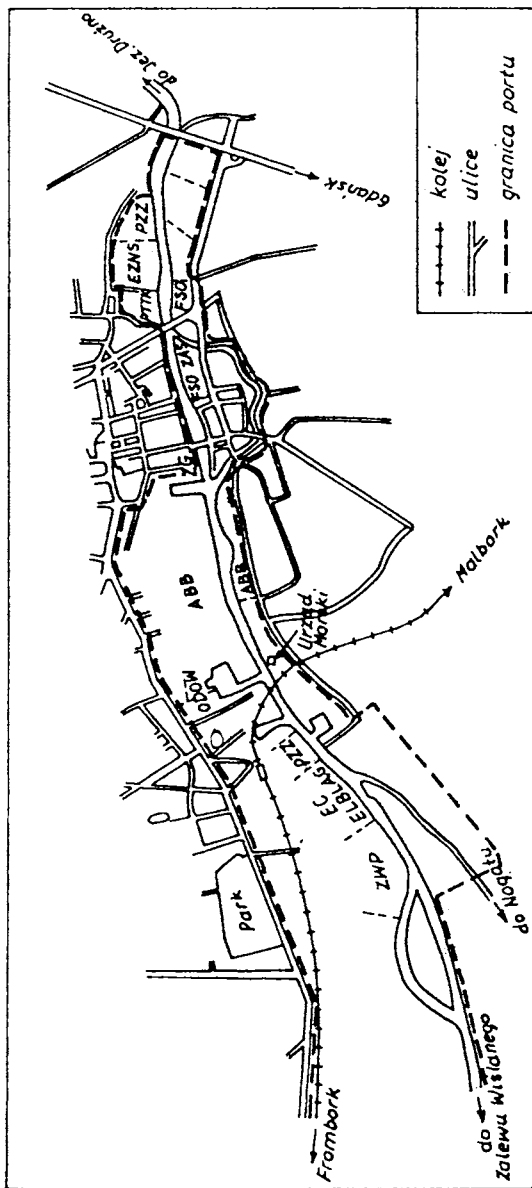 do Jez. Drużno
Gdańsk
EZNS
PZZ
PTTK
FSO
FSO
ZAS
ZG
ABB
ABB
Urząd
Morski
Malbork
ODOW
EC
ELBLĄG
PZZ
ZWP
Park
do Nogatu
do
Zalewu Wiślanego
Frombork
kolej
ulice
granica portu